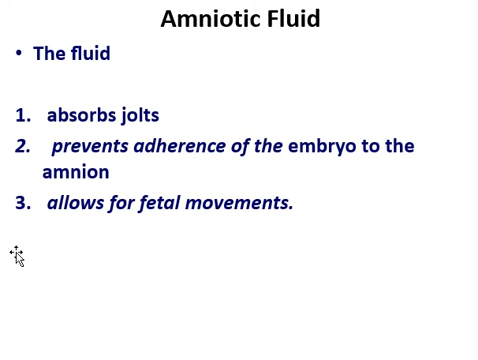 Amniotic Fluid
• The fluid
1. absorbs jolts
2. prevents adherence of the embryo to the
amnion
3. allows for fetal movements.